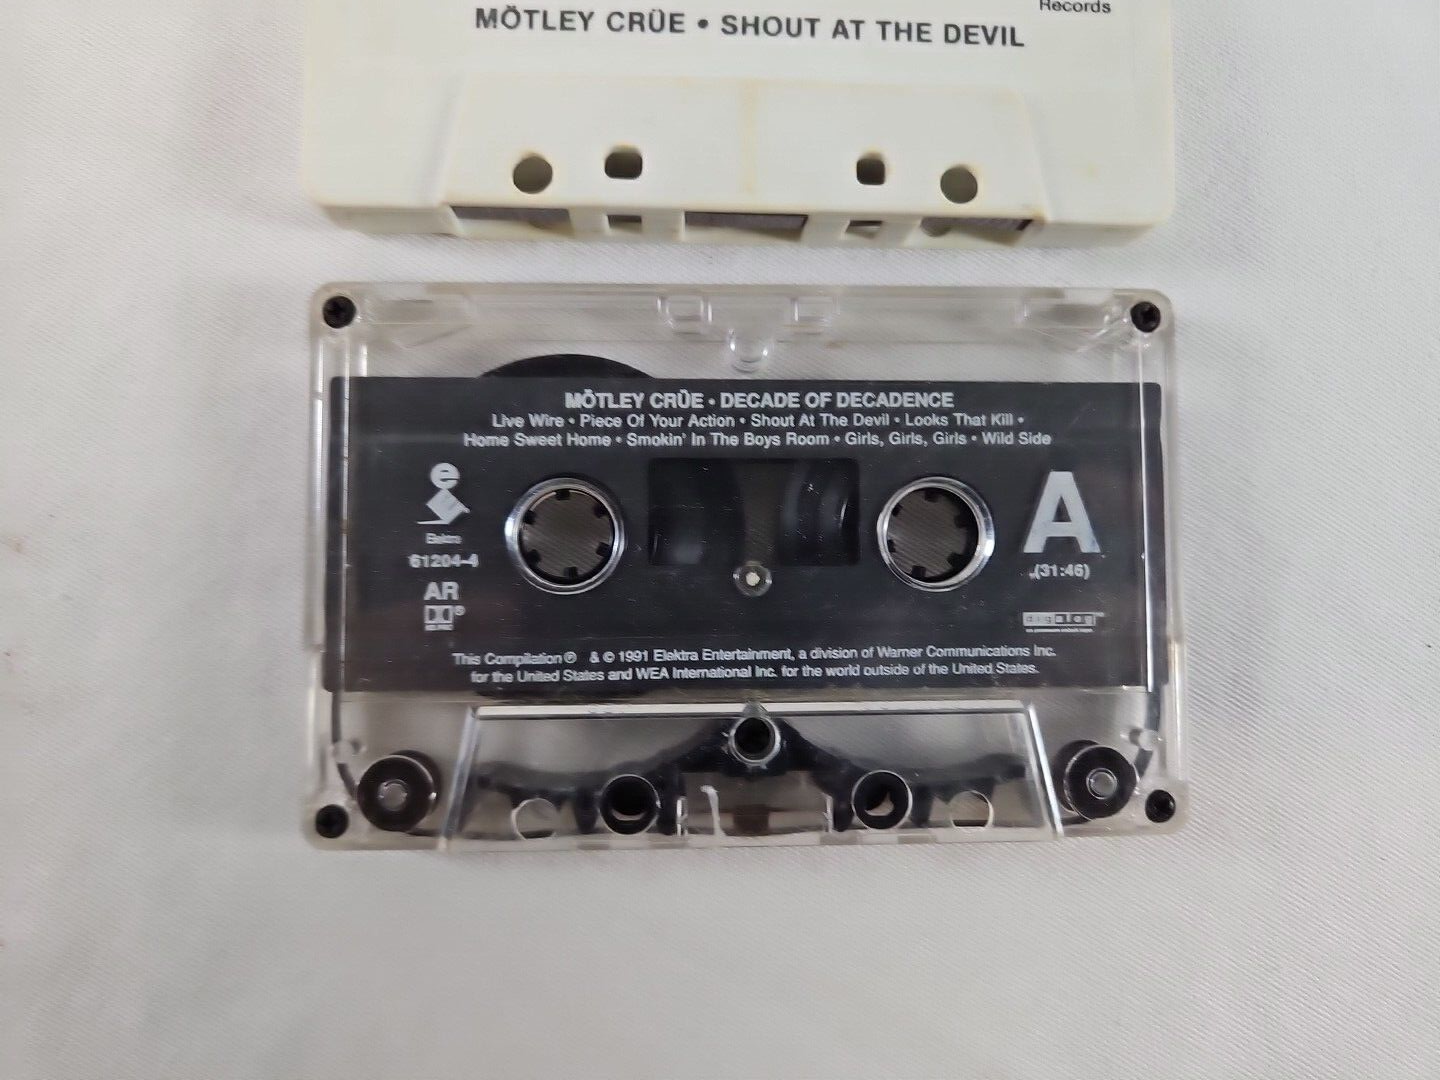 Records
MÖTLEY CRÜE • SHOUT AT THE DEVIL
MÖTLEY CRÜE • DECADE OF DECADENCE
Live Wire • Piece Of Your Action • Shout At The Devil • Looks That Kill •
Home Sweet Home • Smokin' In The Boys Room • Girls, Girls, Girls • Wild Side
e
Elektra
61204-4
AR
A
(31:46)
This Compilation ℗ & © 1991 Elektra Entertainment, a division of Warner Communications Inc.
for the United States and WEA International Inc. for the world outside of the United States.